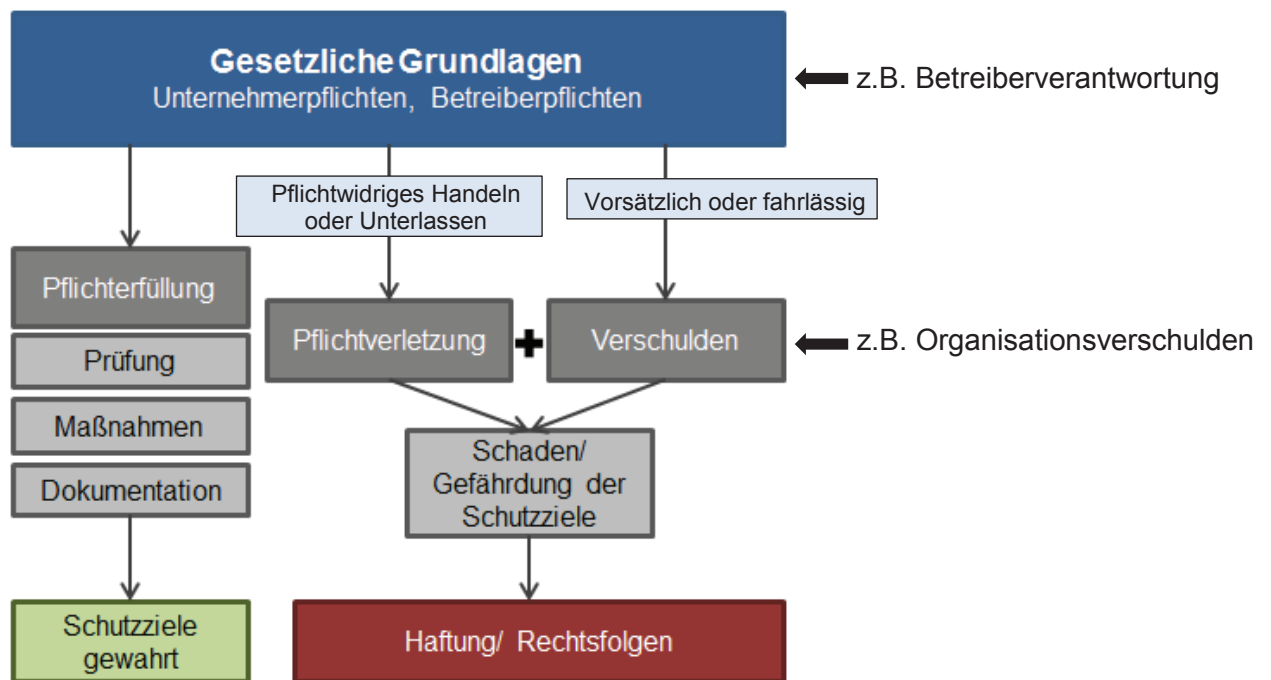 Gesetzliche Grundlagen
Unternehmerpflichten, Betreiberpflichten
z.B. Betreiberverantwortung
Pflichtwidriges Handeln
oder Unterlassen
Vorsätzlich oder fahrlässig
Pflichterfüllung
Prüfung
Maßnahmen
Dokumentation
Pflichtverletzung
+
Verschulden
z.B. Organisationsverschulden
Schaden/
Gefährdung der
Schutzziele
Schutzziele
gewahrt
Haftung/ Rechtsfolgen